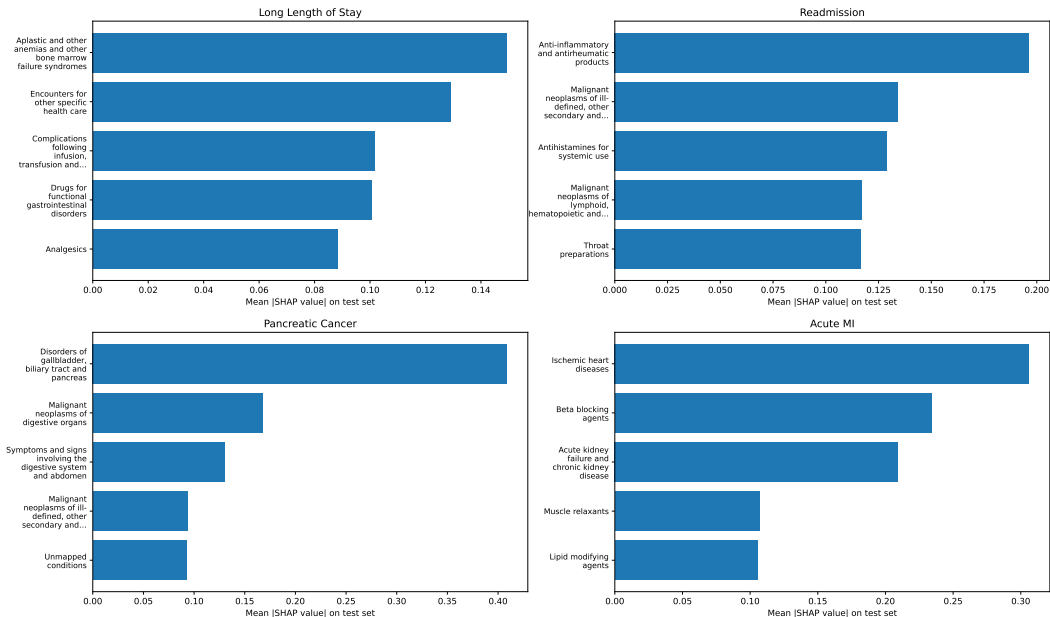 Long Length of Stay
Aplastic and other
anemias and other
bone marrow
failure syndromes
Encounters for
other specific
health care
Complications
following
infusion,
transfusion and...
Drugs for
functional
gastrointestinal
disorders
Analgesics
0.00 0.02 0.04 0.06 0.08 0.10 0.12 0.14
Mean |SHAP value| on test set
Readmission
Anti-inflammatory
and antirheumatic
products
Malignant
neoplasms of ill-
defined, other
secondary and...
Antihistamines for
systemic use
Malignant
neoplasms of
lymphoid,
hematopoietic and...
Throat
preparations
0.000 0.025 0.050 0.075 0.100 0.125 0.150 0.175 0.200
Mean |SHAP value| on test set
Pancreatic Cancer
Disorders of
gallbladder,
biliary tract and
pancreas
Malignant
neoplasms of
digestive organs
Symptoms and signs
involving the
digestive system
and abdomen
Malignant
neoplasms of ill-
defined, other
secondary and...
Unmapped
conditions
0.00 0.05 0.10 0.15 0.20 0.25 0.30 0.35 0.40
Mean |SHAP value| on test set
Acute MI
Ischemic heart
diseases
Beta blocking
agents
Acute kidney
failure and
chronic kidney
disease
Muscle relaxants
Lipid modifying
agents
0.00 0.05 0.10 0.15 0.20 0.25 0.30
Mean |SHAP value| on test set